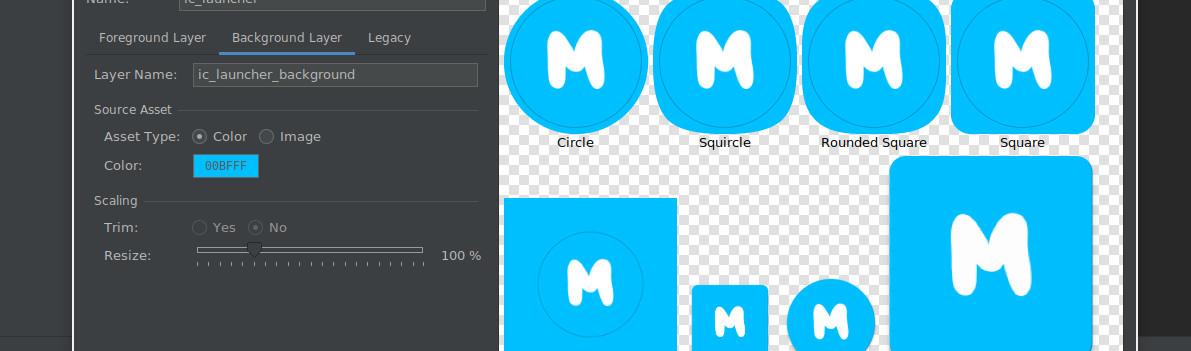 Name: ic_launcher
Foreground Layer Background Layer Legacy
Layer Name: ic_launcher_background
Source Asset
Asset Type: Color Image
Color: 00BFFF
Scaling
Trim: Yes No
Resize: 100 %
M M M M
Circle Squircle Rounded Square Square
M M M M